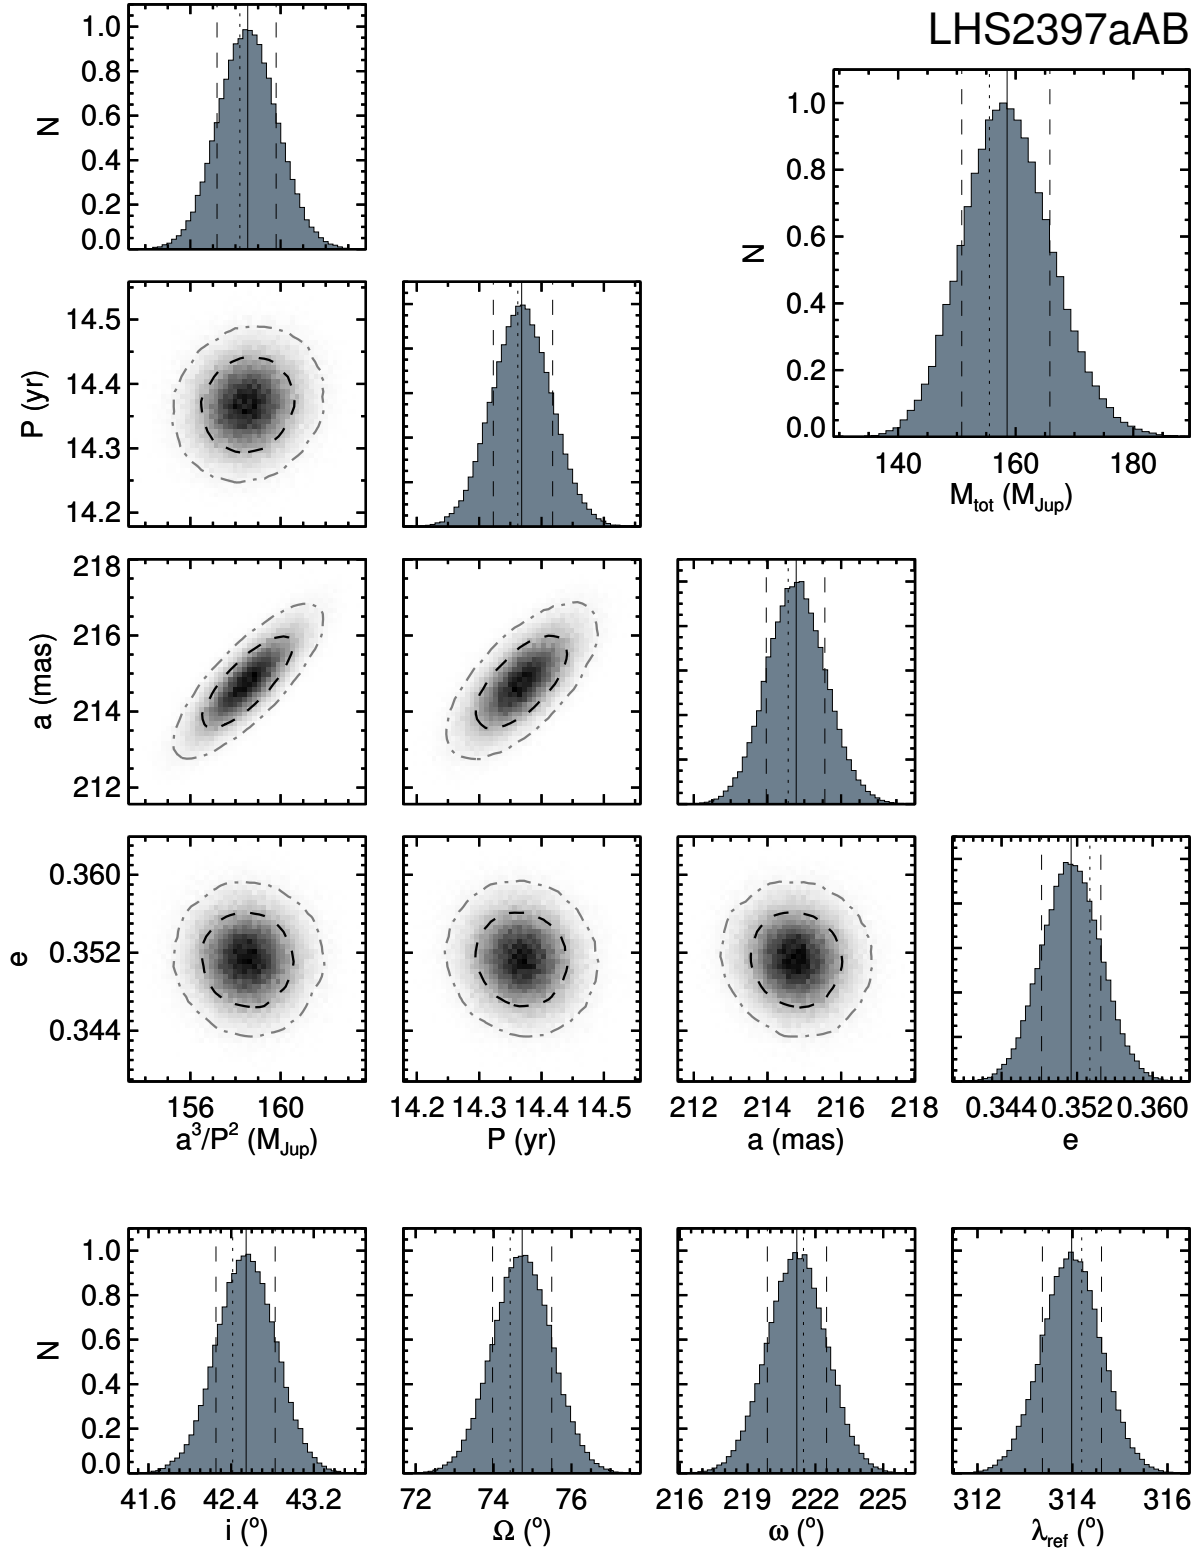 LHS2397aAB
1.0
0.8
0.6
0.4
0.2
0.0
N
1.0
0.8
0.6
0.4
0.2
0.0
N
140 160 180
M_tot (M_Jup)
14.5
14.4
14.3
14.2
P (yr)
218
216
214
212
a (mas)
0.360
0.352
0.344
e
156 160
a³/P² (M_Jup)
14.2 14.3 14.4 14.5
P (yr)
212 214 216 218
a (mas)
0.344 0.352 0.360
e
1.0
0.8
0.6
0.4
0.2
0.0
N
41.6 42.4 43.2
i (º)
72 74 76
Ω (º)
216 219 222 225
ω (º)
312 314 316
λ_ref (º)